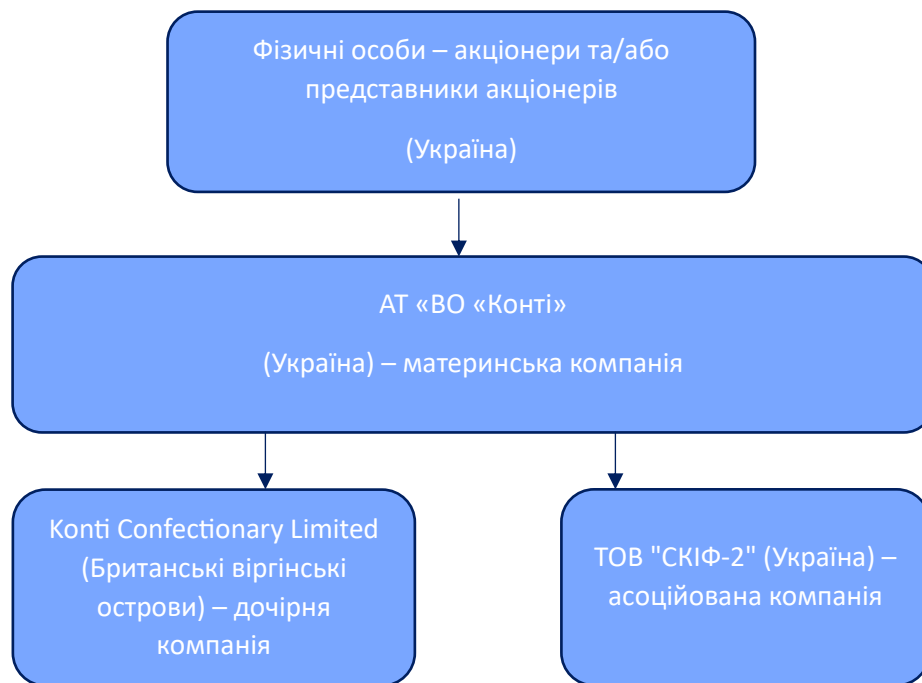 Фізичні особи – акціонери та/або
представники акціонерів
(Україна)
АТ «ВО «Конті»
(Україна) – материнська компанія
Konti Confectionary Limited
(Британські віргінські
острови) – дочірня
компанія
ТОВ "СКІФ-2" (Україна) –
асоційована компанія